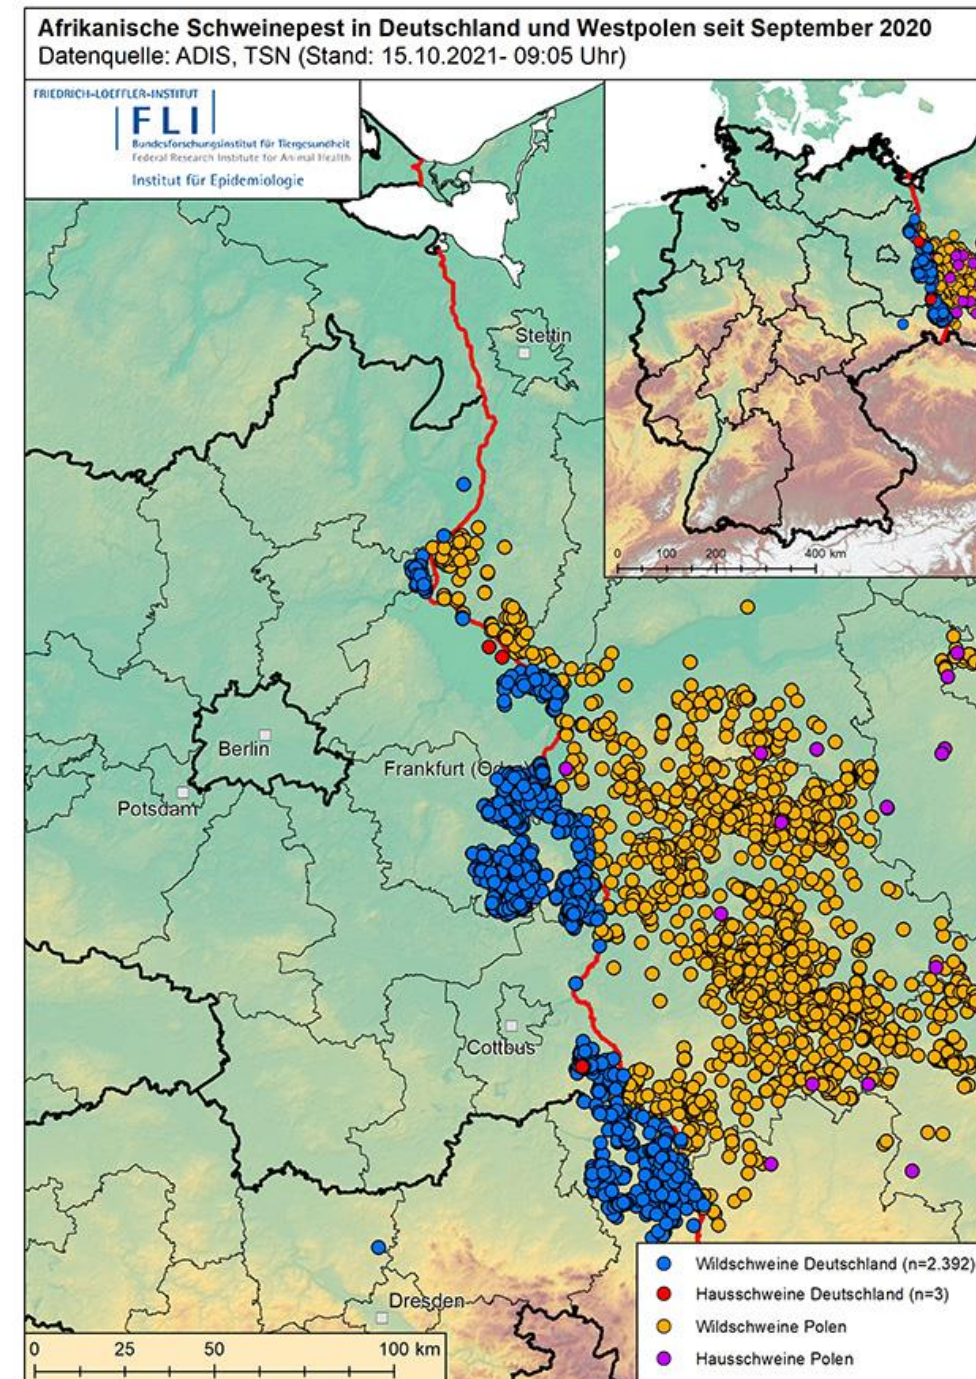 Afrikanische Schweinepest in Deutschland und Westpolen seit September 2020
Datenquelle: ADIS, TSN (Stand: 15.10.2021- 09:05 Uhr)
FRIEDRICH-LOEFFLER-INSTITUT
FLI
Bundesforschungsinstitut für Tiergesundheit
Federal Research Institute for Animal Health
Institut für Epidemiologie
Stettin
0 100 200 400 km
Berlin
Frankfurt (Oder)
Potsdam
Cottbus
Dresden
Wildschweine Deutschland (n=2.392)
Hausschweine Deutschland (n=3)
Wildschweine Polen
Hausschweine Polen
0 25 50 100 km